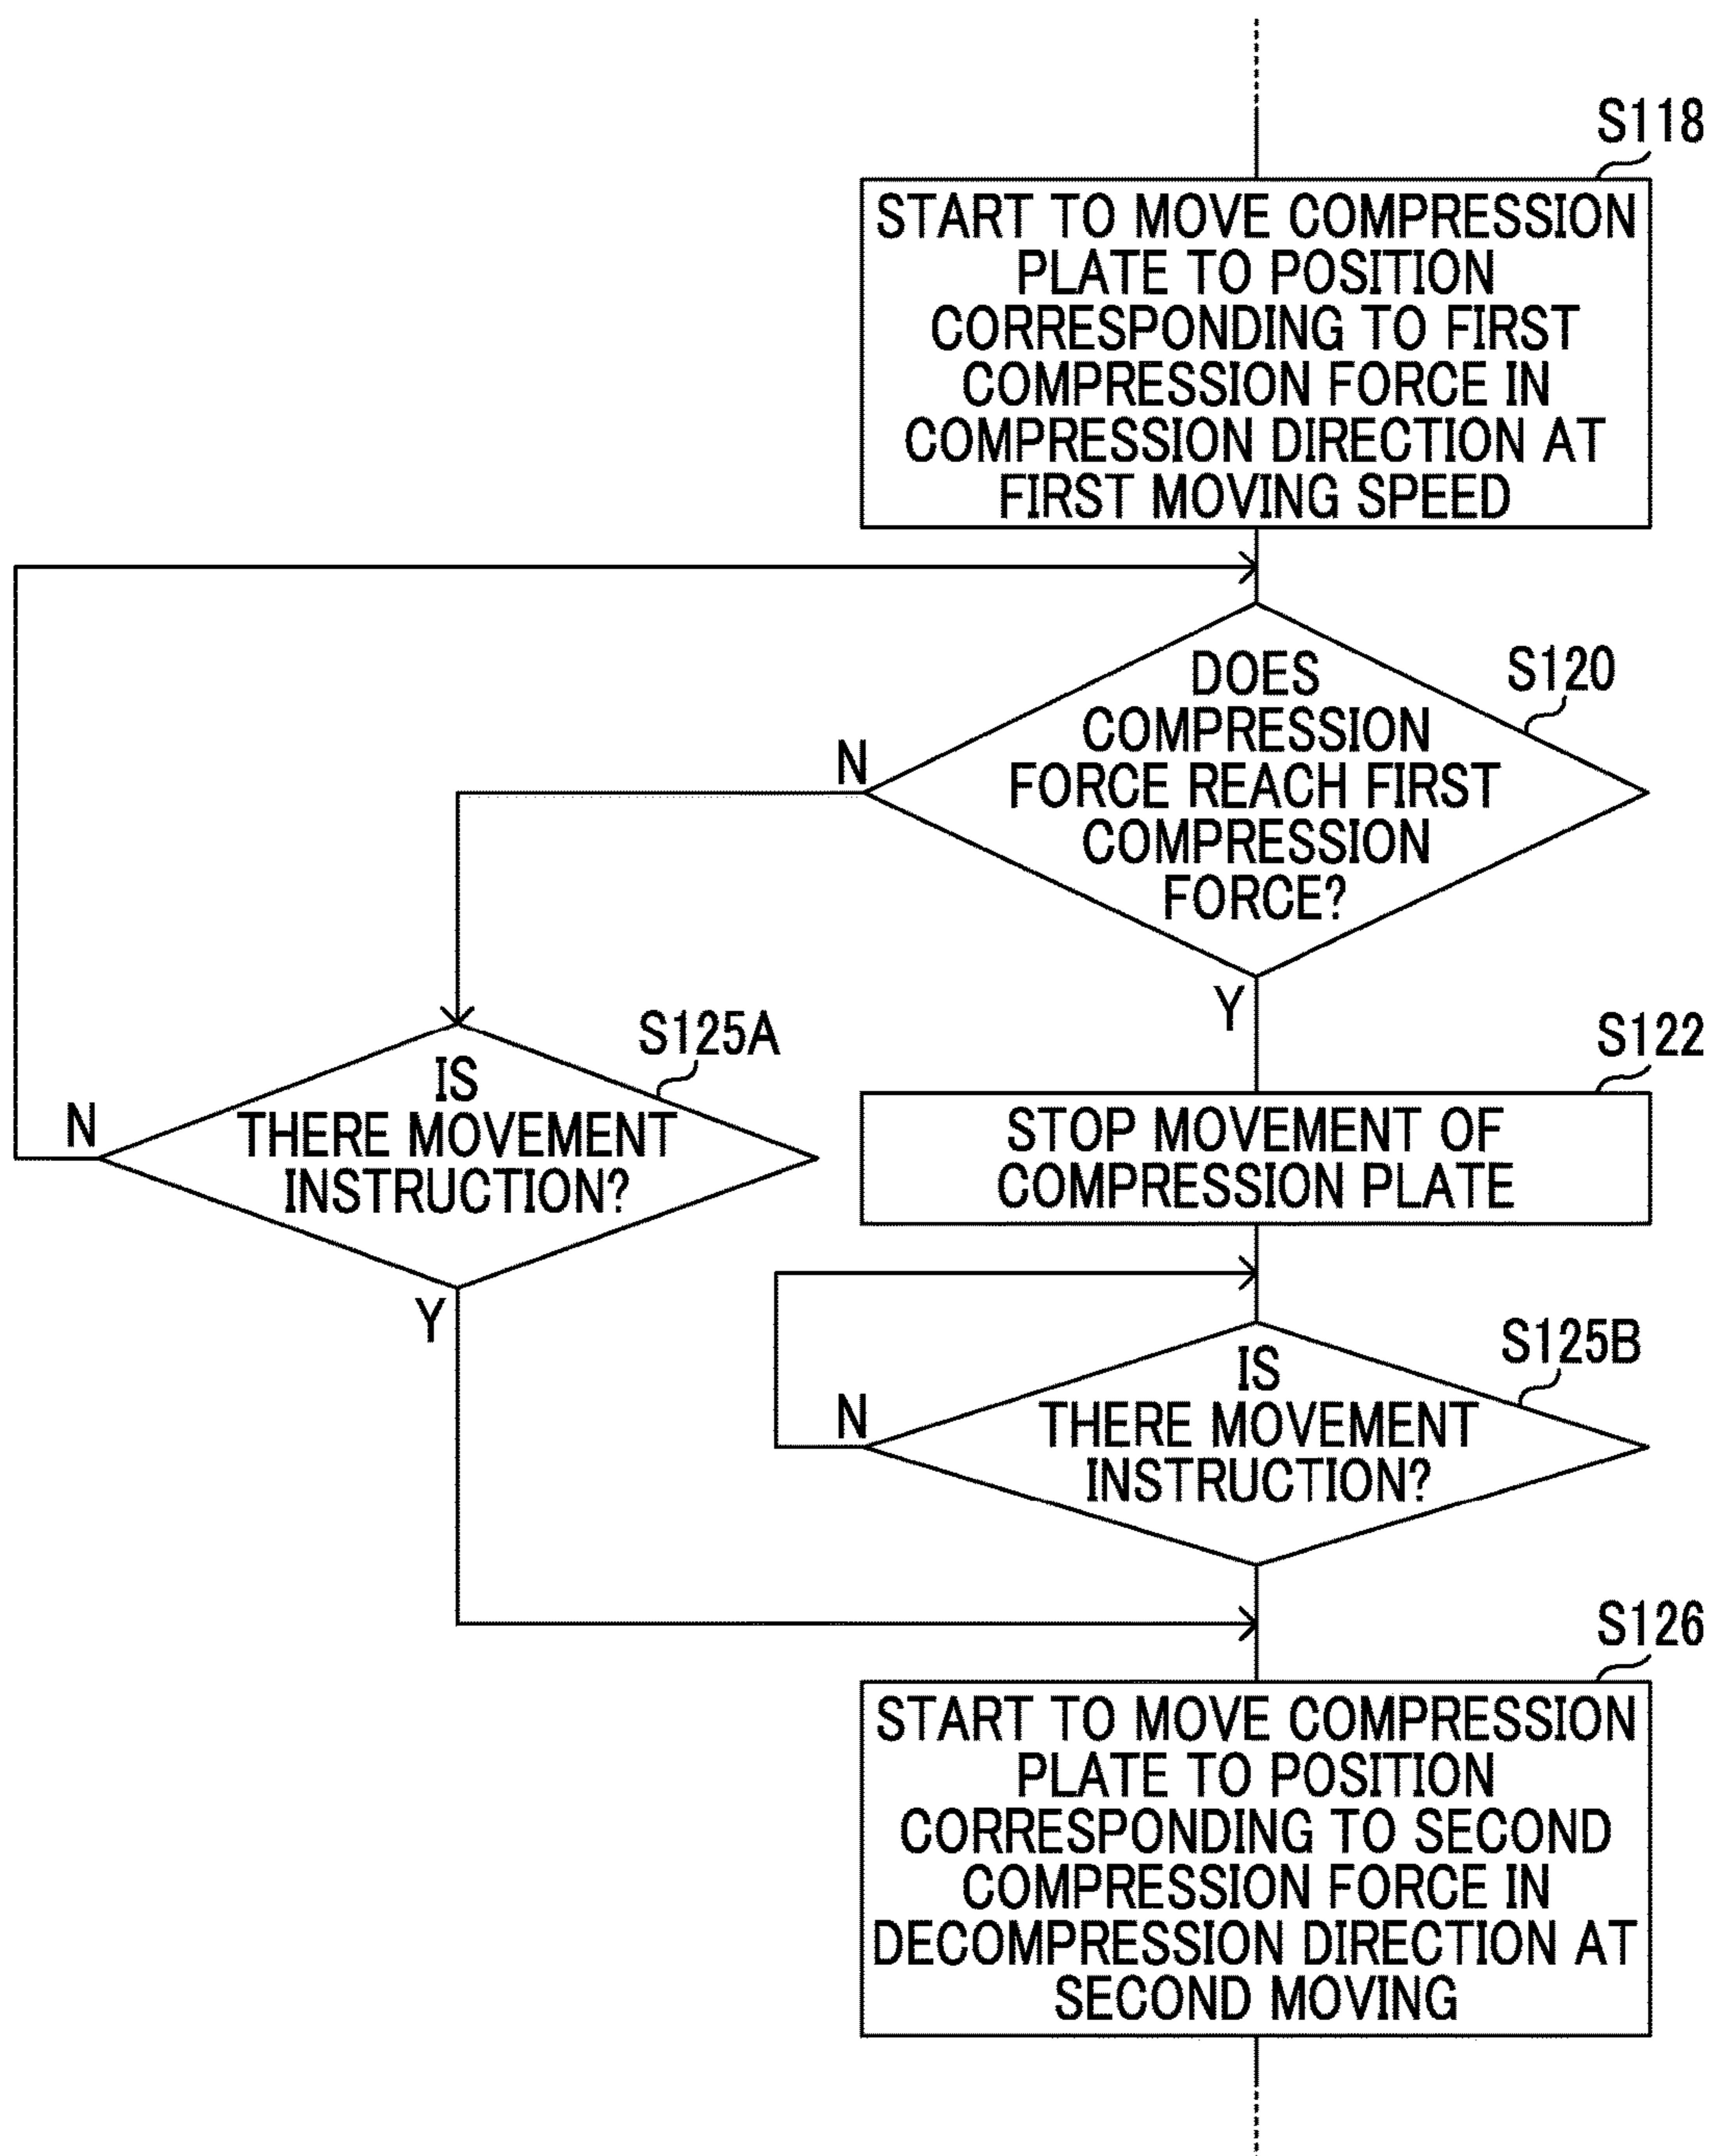 S118
START TO MOVE COMPRESSION
PLATE TO POSITION
CORRESPONDING TO FIRST
COMPRESSION FORCE IN
COMPRESSION DIRECTION AT
FIRST MOVING SPEED
S120
DOES
COMPRESSION
FORCE REACH FIRST
COMPRESSION
FORCE?
N
Y
S125A
IS
THERE MOVEMENT
INSTRUCTION?
N
Y
S122
STOP MOVEMENT OF
COMPRESSION PLATE
S125B
IS
THERE MOVEMENT
INSTRUCTION?
N
S126
START TO MOVE COMPRESSION
PLATE TO POSITION
CORRESPONDING TO SECOND
COMPRESSION FORCE IN
DECOMPRESSION DIRECTION AT
SECOND MOVING